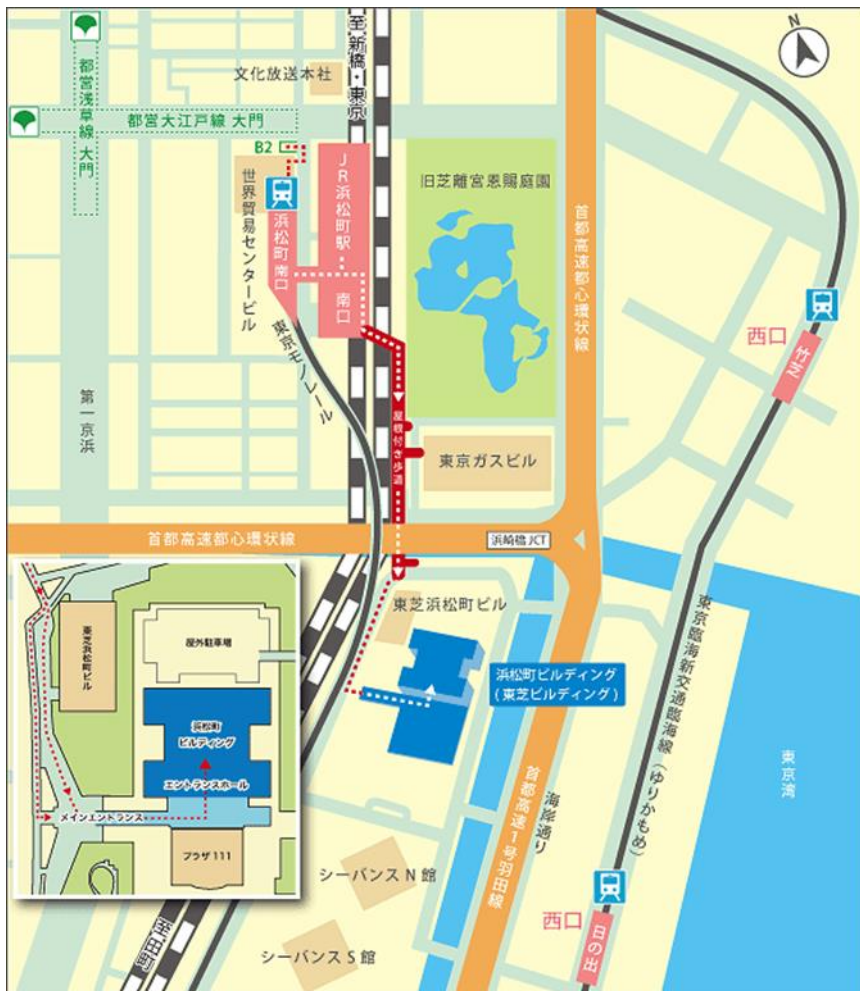 N
至新橋・東京
文化放送本社
都営浅草線 大門
都営大江戸線 大門
B2
世界貿易センタービル
浜松町 南口
JR浜松町駅
南口
旧芝離宮恩賜庭園
首都高速都心環状線
西口
竹芝
東京モノレール
第一京浜
屋根付き歩道
東京ガスビル
首都高速都心環状線
浜崎橋JCT
東芝浜松町ビル
浜松町ビルディング
(東芝ビルディング)
東京臨海新交通臨海線(ゆりかもめ)
東京湾
首都高速1号羽田線
海岸通り
シーバンスN館
シーバンスS館
西口
日の出
至田町
東芝浜松町ビル
屋外駐車場
浜松町
ビルディング
エントランスホール
メインエントランス
プラザ111